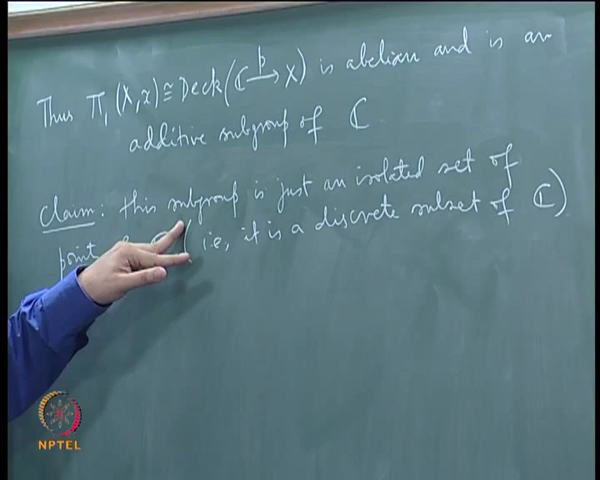 Thus π₁(X,x) ≅ Deck(ℂ →ᵖ X) is abelian and is an
additive subgroup of ℂ
Claim: this subgroup is just an isolated set of
point ℂ (i.e, it is a discrete subset of ℂ)
NPTEL